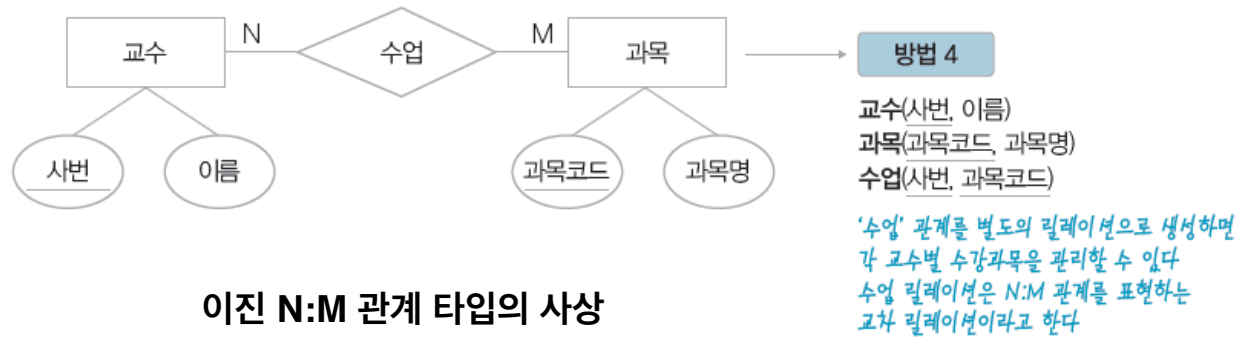 교수
N
수업
M
과목
방법 4
사번
이름
과목코드
과목명
교수(사번, 이름)
과목(과목코드, 과목명)
수업(사번, 과목코드)
'수업' 관계를 별도의 릴레이션으로 생성하면
각 교수별 수강과목을 관리할 수 있다
수업 릴레이션은 N:M 관계를 표현하는
교차 릴레이션이라고 한다
이진 N:M 관계 타입의 사상